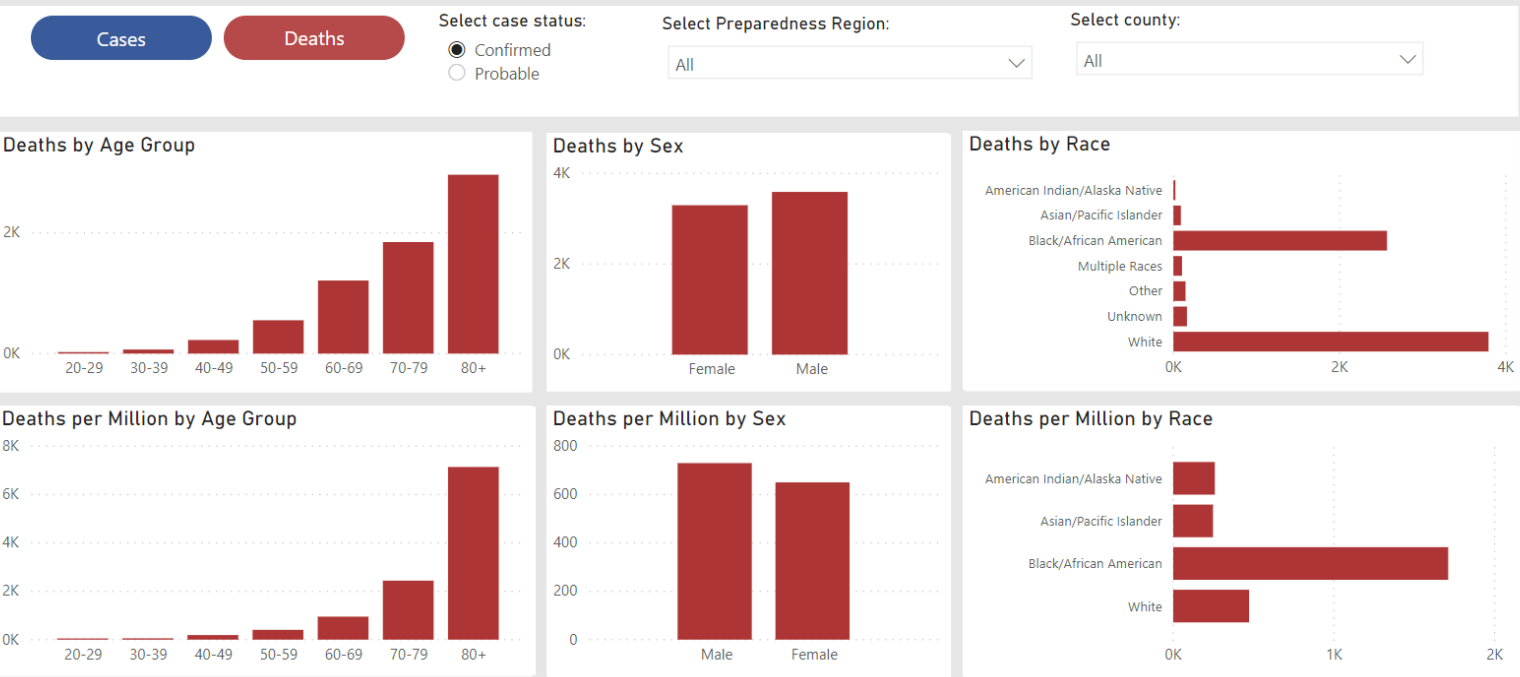 Cases
Deaths
Select case status:
Confirmed
Probable
Select Preparedness Region:
All
Select county:
All
Deaths by Age Group
2K
0K
20-29 30-39 40-49 50-59 60-69 70-79 80+
Deaths by Sex
4K
2K
0K
Female Male
Deaths by Race
American Indian/Alaska Native
Asian/Pacific Islander
Black/African American
Multiple Races
Other
Unknown
White
0K 2K 4K
Deaths per Million by Age Group
8K
6K
4K
2K
0K
20-29 30-39 40-49 50-59 60-69 70-79 80+
Deaths per Million by Sex
800
600
400
200
0
Male Female
Deaths per Million by Race
American Indian/Alaska Native
Asian/Pacific Islander
Black/African American
White
0K 1K 2K